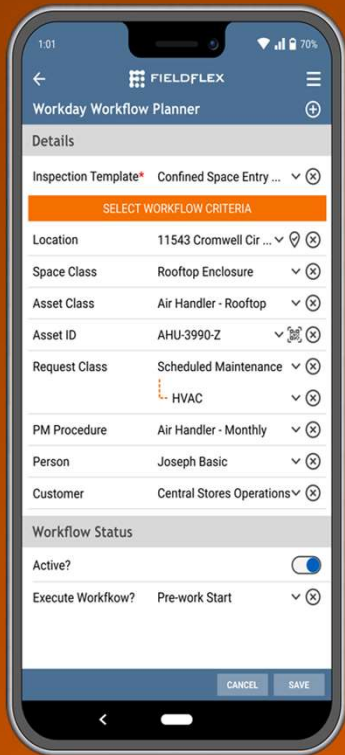 1:01 70%
FIELDFLEX
Workday Workflow Planner
Details
Inspection Template* Confined Space Entry ...
SELECT WORKFLOW CRITERIA
Location 11543 Cromwell Cir ...
Space Class Rooftop Enclosure
Asset Class Air Handler - Rooftop
Asset ID AHU-3990-Z
Request Class Scheduled Maintenance
HVAC
PM Procedure Air Handler - Monthly
Person Joseph Basic
Customer Central Stores Operations
Workflow Status
Active?
Execute Workfkow? Pre-work Start
CANCEL SAVE